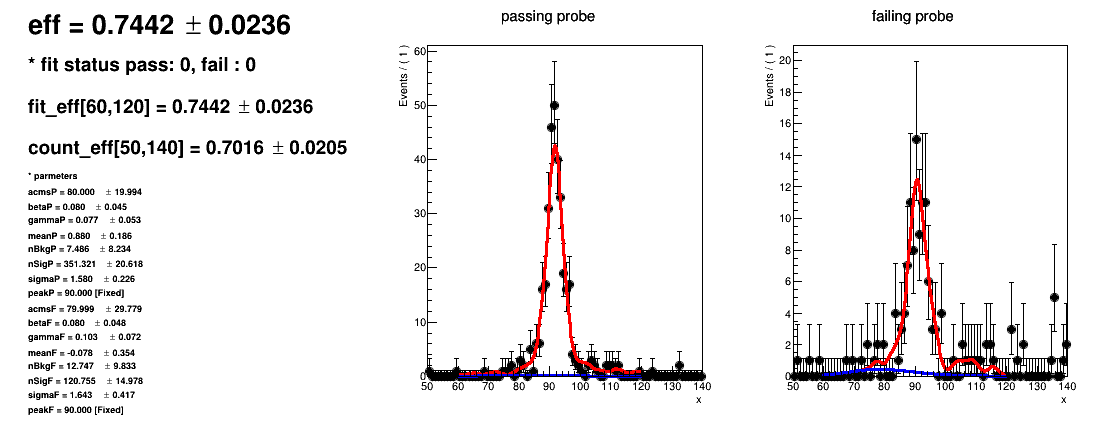 eff = 0.7442 ± 0.0236
* fit status pass: 0, fail : 0
fit_eff[60,120] = 0.7442 ± 0.0236
count_eff[50,140] = 0.7016 ± 0.0205
* parmeters
acmsP = 80.000 ± 19.994
betaP = 0.080 ± 0.045
gammaP = 0.077 ± 0.053
meanP = 0.880 ± 0.186
nBkgP = 7.486 ± 8.234
nSigP = 351.321 ± 20.618
sigmaP = 1.580 ± 0.226
peakP = 90.000 [Fixed]
acmsF = 79.999 ± 29.779
betaF = 0.080 ± 0.048
gammaF = 0.103 ± 0.072
meanF = -0.078 ± 0.354
nBkgF = 12.747 ± 9.833
nSigF = 120.755 ± 14.978
sigmaF = 1.643 ± 0.417
peakF = 90.000 [Fixed]
passing probe
Events / ( 1 )
60
50
40
30
20
10
0
50 60 70 80 90 100 110 120 130 140
x
failing probe
Events / ( 1 )
20
18
16
14
12
10
8
6
4
2
0
50 60 70 80 90 100 110 120 130 140
x